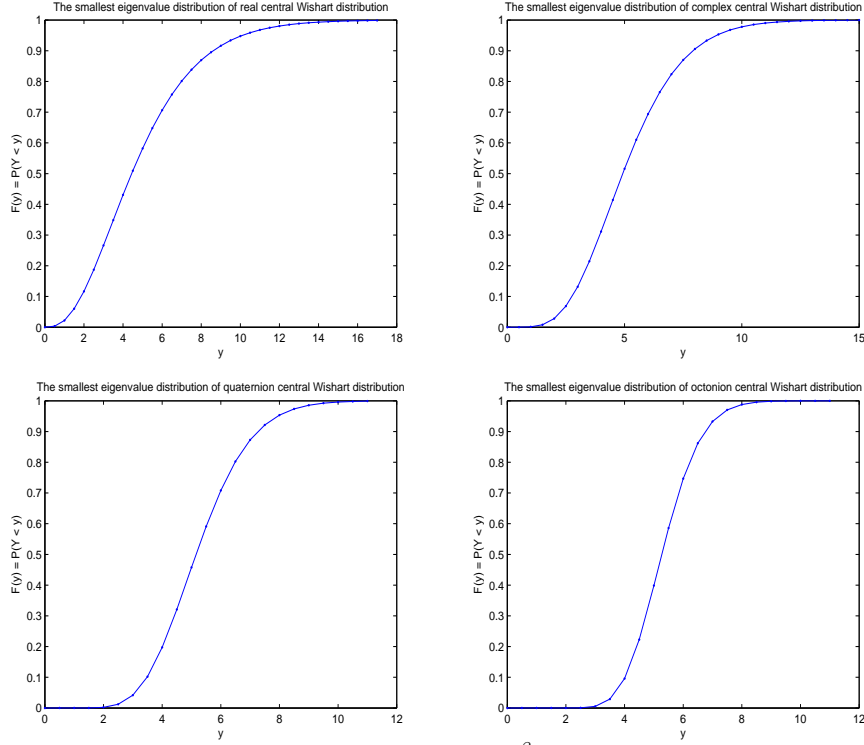 The smallest eigenvalue distribution of real central Wishart distribution
1
0.9
0.8
0.7
0.6
0.5
0.4
0.3
0.2
0.1
0
F(y) = P(Y < y)
0 2 4 6 8 10 12 14 16 18
y
The smallest eigenvalue distribution of complex central Wishart distribution
1
0.9
0.8
0.7
0.6
0.5
0.4
0.3
0.2
0.1
0
F(y) = P(Y < y)
0 5 10 15
y
The smallest eigenvalue distribution of quaternion central Wishart distribution
1
0.9
0.8
0.7
0.6
0.5
0.4
0.3
0.2
0.1
0
F(y) = P(Y < y)
0 2 4 6 8 10 12
y
The smallest eigenvalue distribution of octonion central Wishart distribution
1
0.9
0.8
0.7
0.6
0.5
0.4
0.3
0.2
0.1
0
F(y) = P(Y < y)
0 2 4 6 8 10 12
y